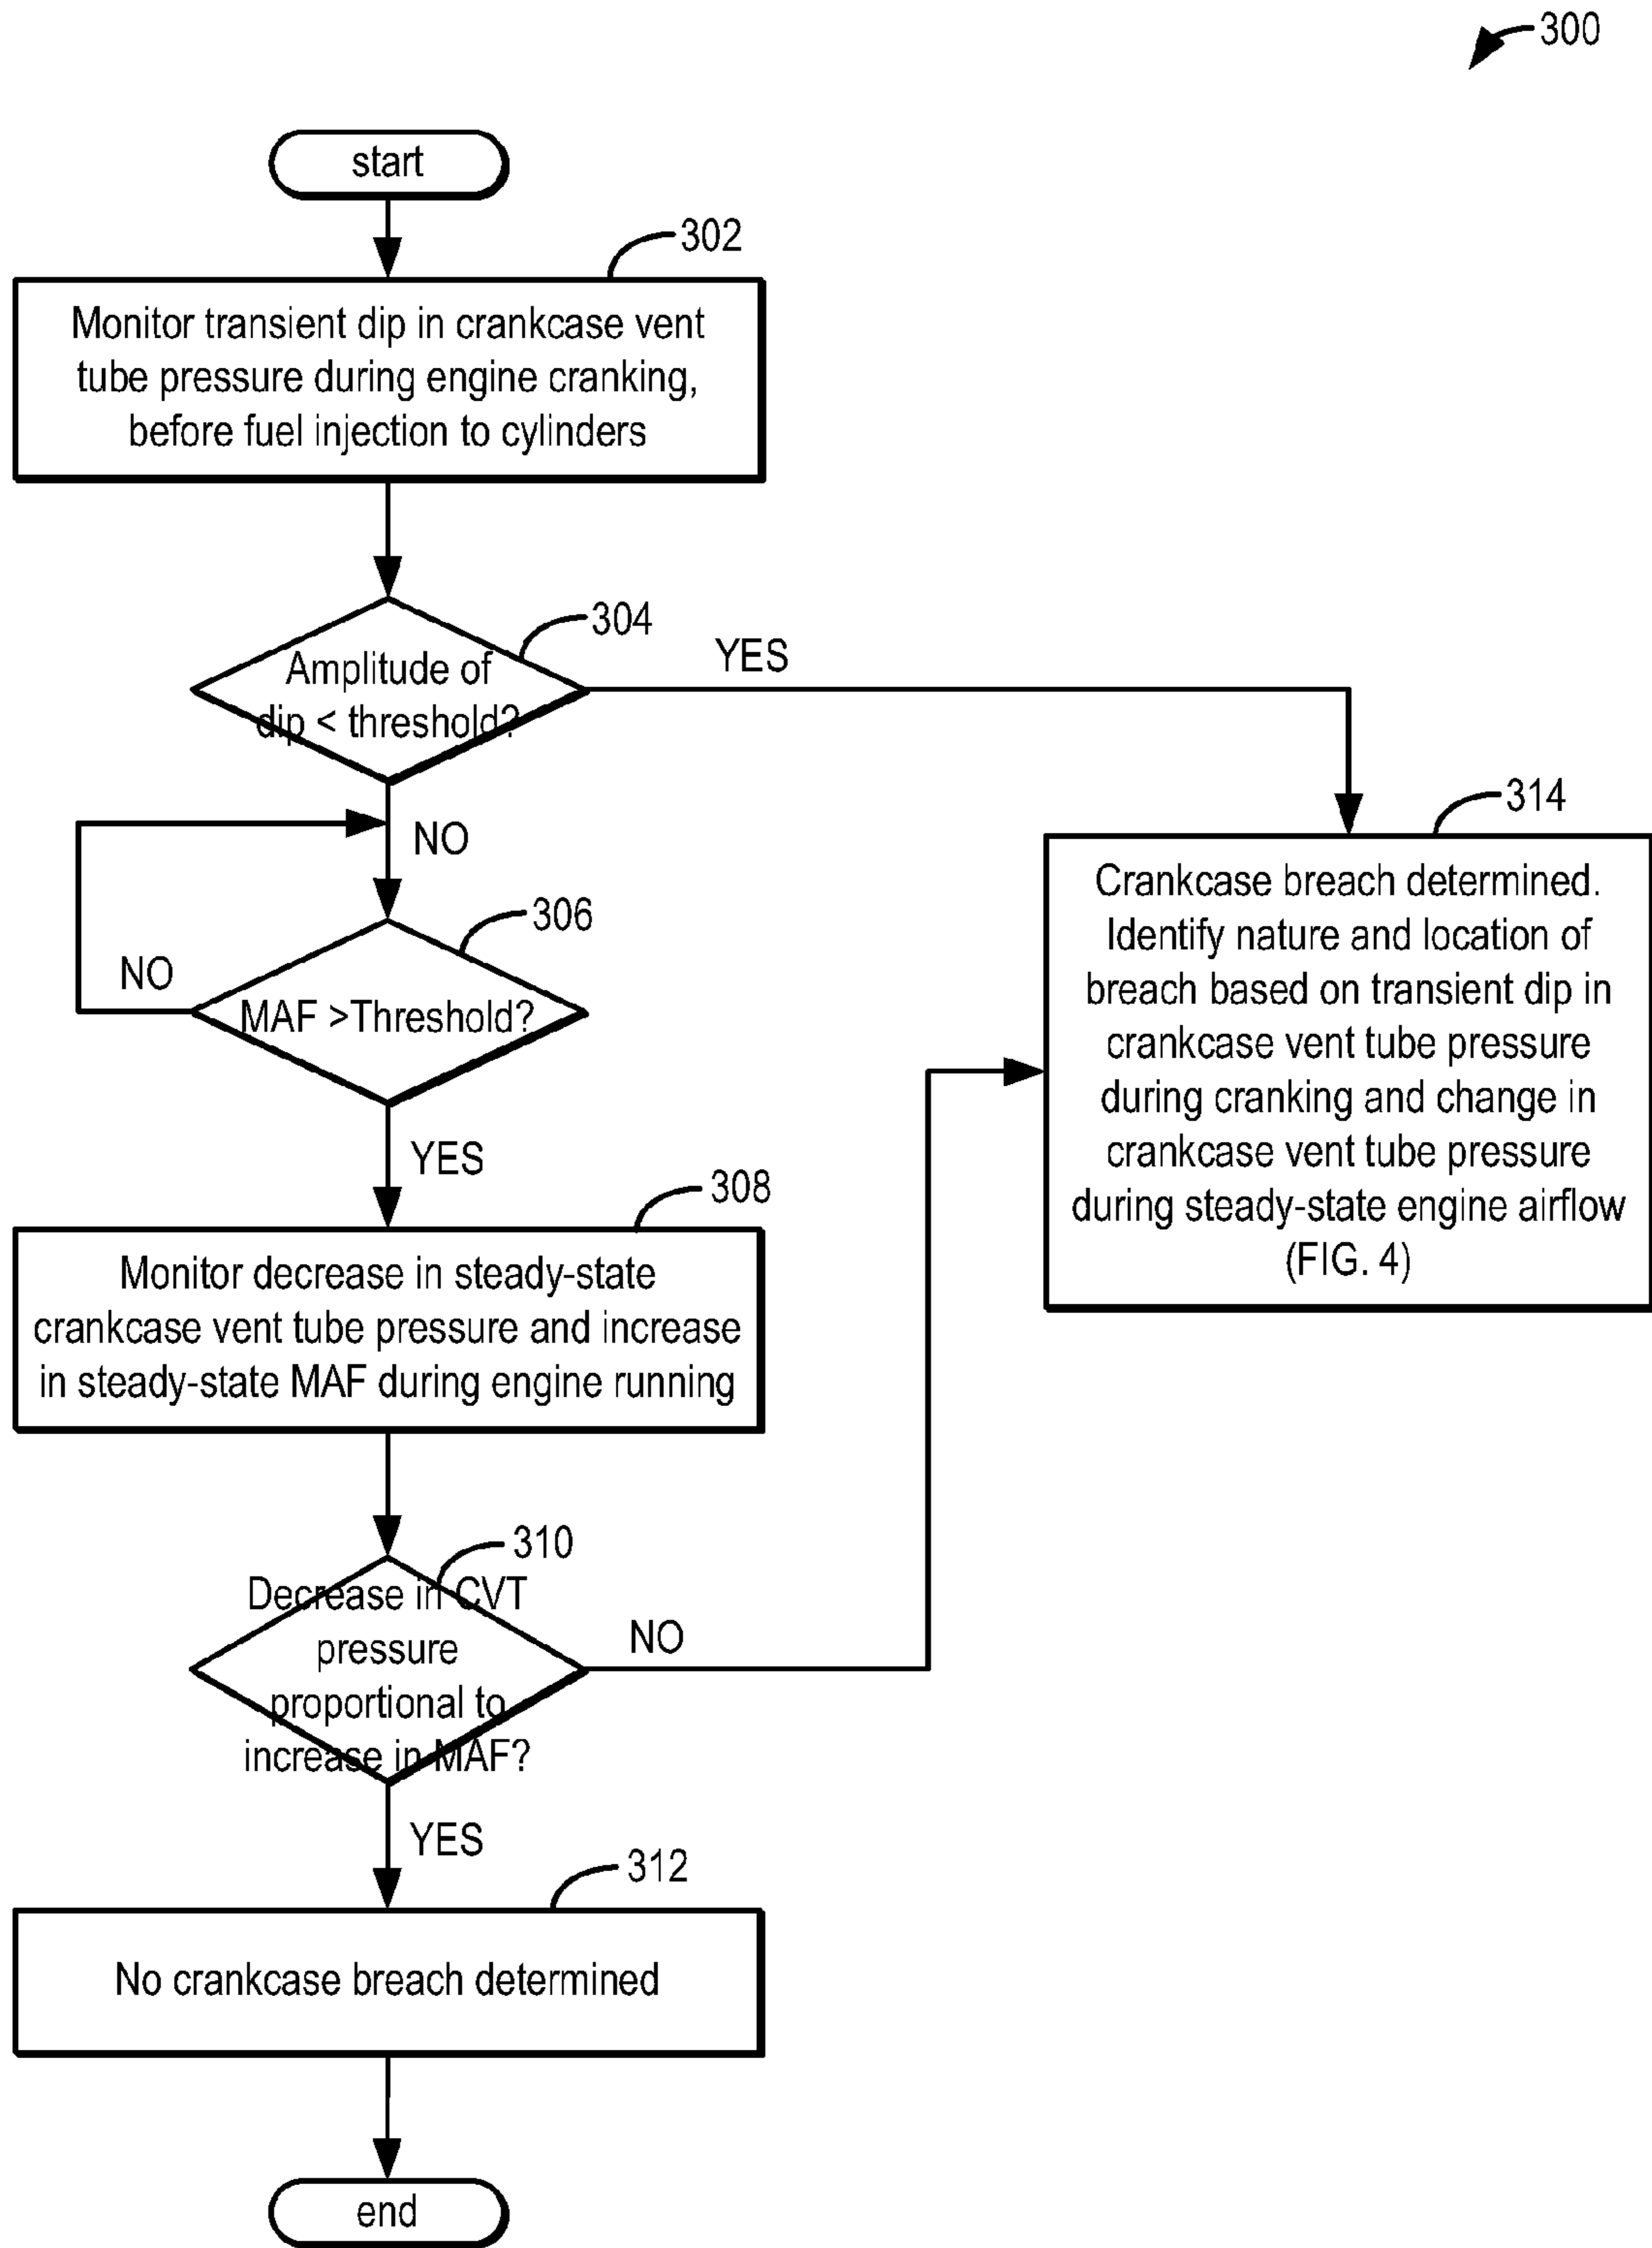 300
start
302
Monitor transient dip in crankcase vent
tube pressure during engine cranking,
before fuel injection to cylinders
304
Amplitude of
dip < threshold?
YES
NO
306
MAF >Threshold?
NO
YES
308
Monitor decrease in steady-state
crankcase vent tube pressure and increase
in steady-state MAF during engine running
310
Decrease in CVT
pressure
proportional to
increase in MAF?
NO
YES
312
No crankcase breach determined
end
314
Crankcase breach determined.
Identify nature and location of
breach based on transient dip in
crankcase vent tube pressure
during cranking and change in
crankcase vent tube pressure
during steady-state engine airflow
(FIG. 4)